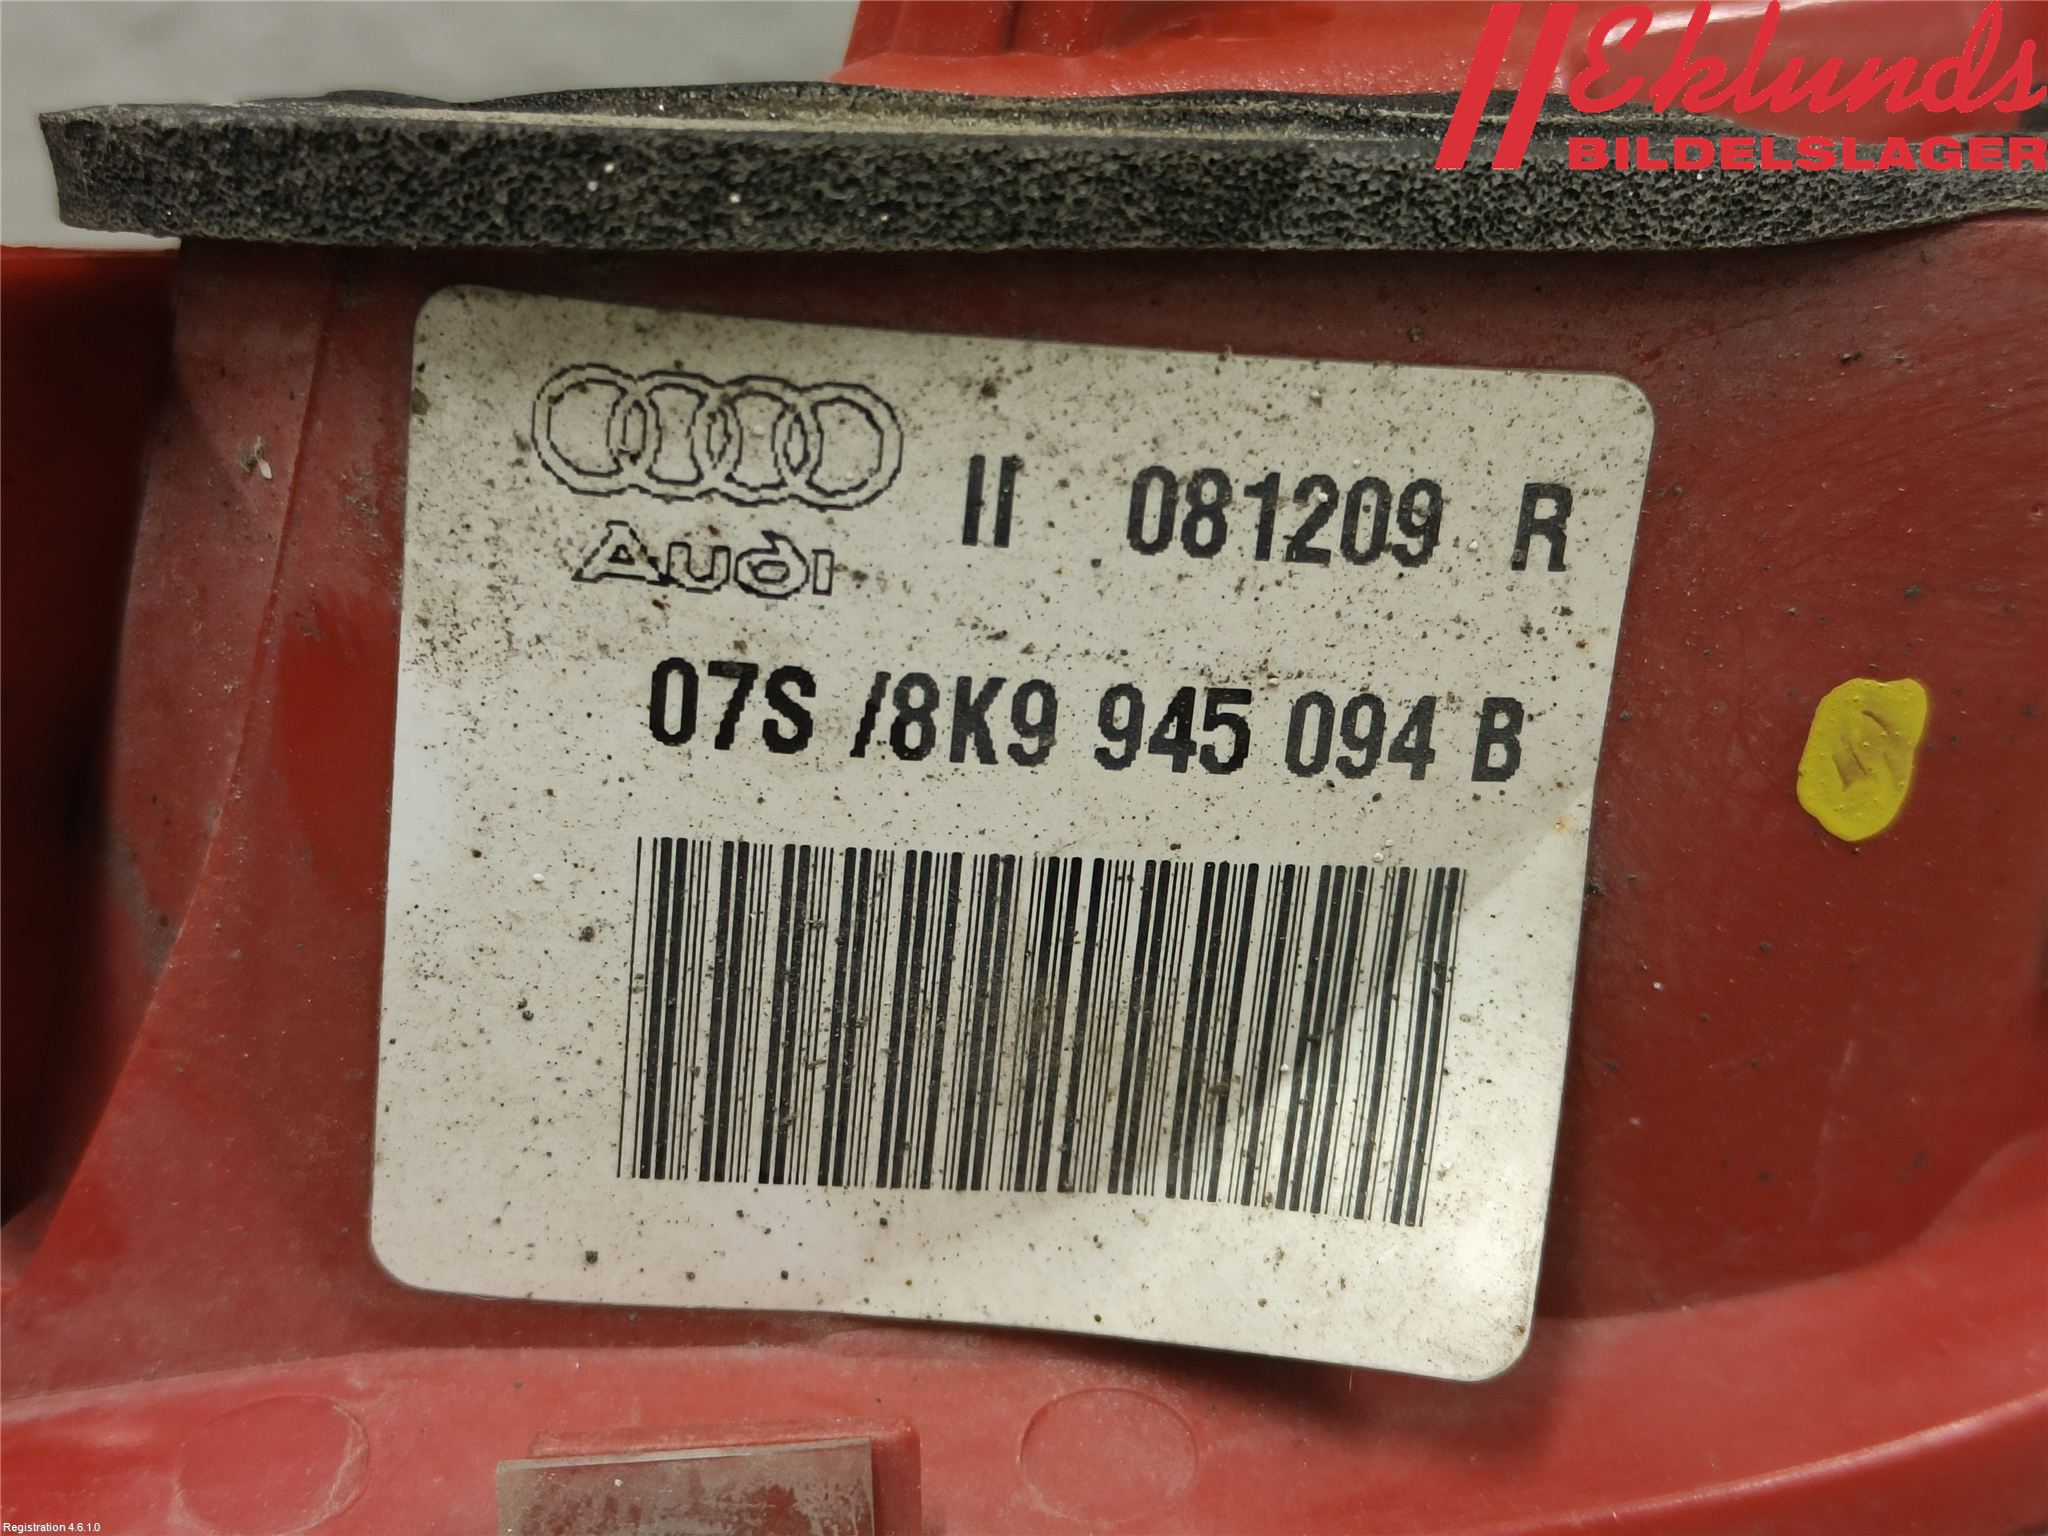 Eklunds
BILDELSLAGER
Audi
II 081209 R
07S /8K9 945 094 B
Registration 4.6.1.0